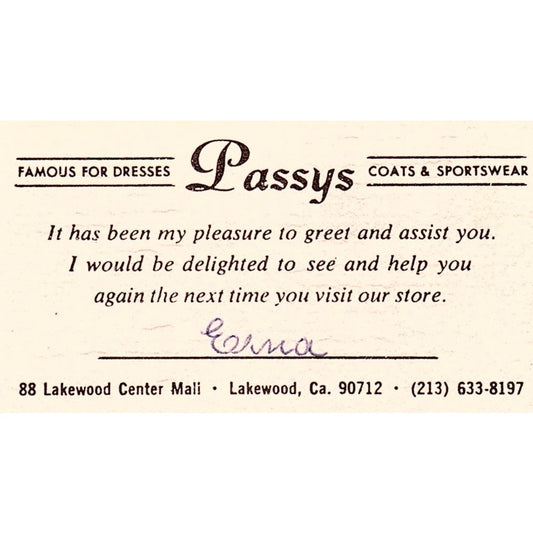 FAMOUS FOR DRESSES Passys COATS & SPORTSWEAR
It has been my pleasure to greet and assist you.
I would be delighted to see and help you
again the next time you visit our store.
Erna
88 Lakewood Center Mall · Lakewood, Ca. 90712 · (213) 633-8197